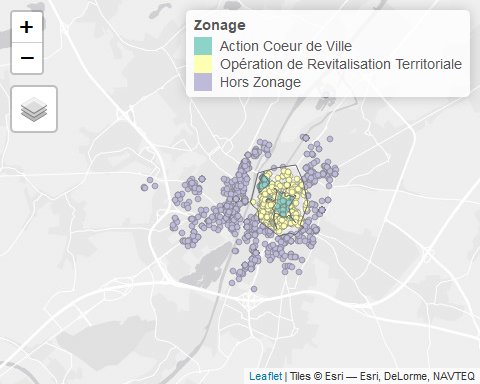 +
−
Zonage
Action Coeur de Ville
Opération de Revitalisation Territoriale
Hors Zonage
Leaflet | Tiles © Esri — Esri, DeLorme, NAVTEQ